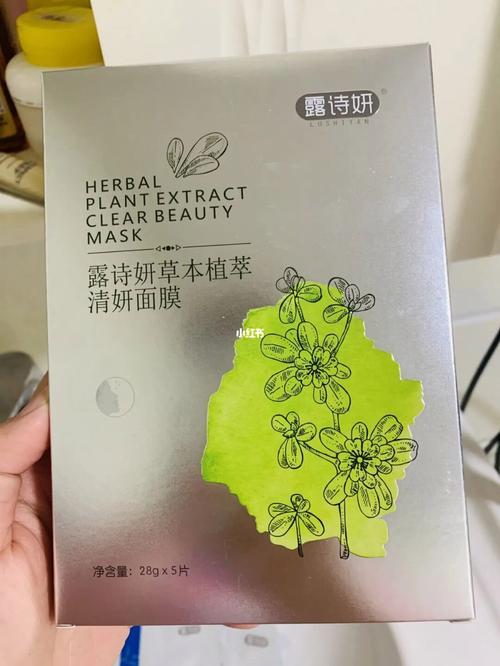 露诗妍®
LUSHIYAN
HERBAL
PLANT EXTRACT
CLEAR BEAUTY
MASK
露诗妍草本植萃
清妍面膜
小红书
净含量：28g x 5片